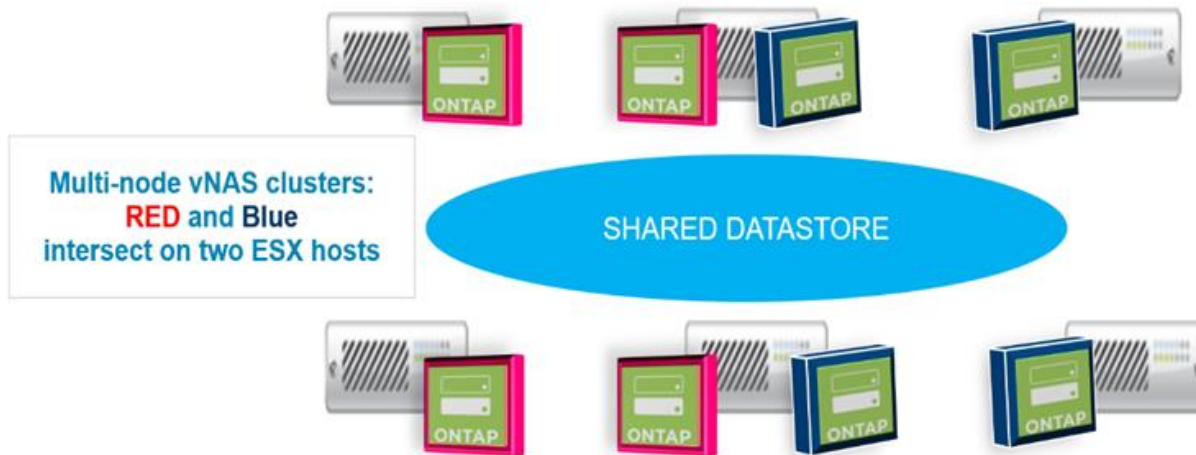 ONTAP
ONTAP
ONTAP
ONTAP
Multi-node vNAS clusters:
RED and Blue
intersect on two ESX hosts
SHARED DATASTORE
ONTAP
ONTAP
ONTAP
ONTAP